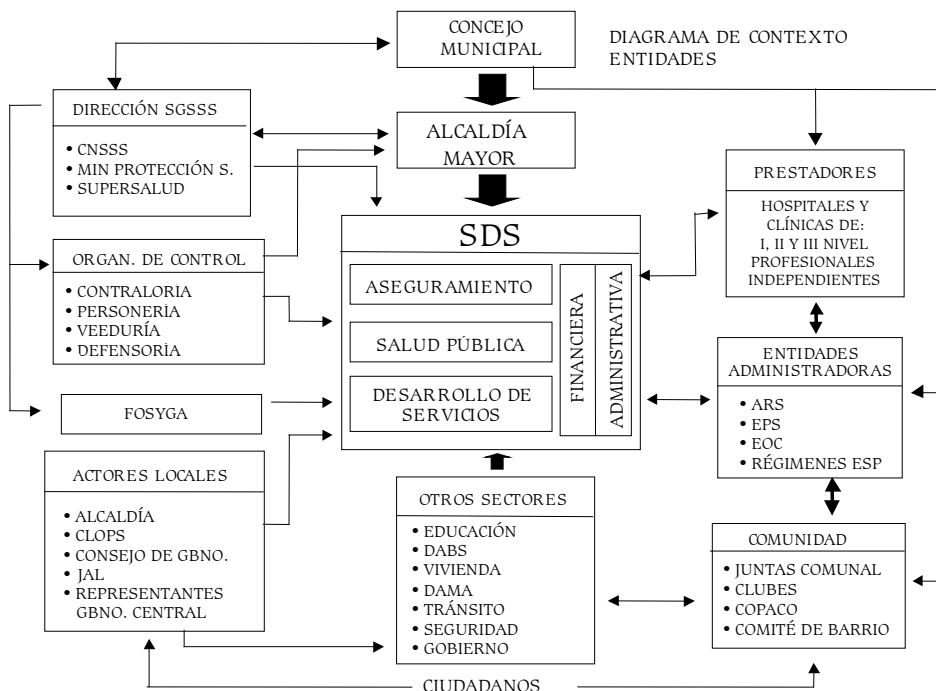 CONCEJO
MUNICIPAL
DIAGRAMA DE CONTEXTO
ENTIDADES
DIRECCIÓN SGSSS
• CNSSS
• MIN PROTECCIÓN S.
• SUPERSALUD
ALCALDÍA
MAYOR
PRESTADORES
HOSPITALES Y
CLÍNICAS DE:
I, II Y III NIVEL
PROFESIONALES
INDEPENDIENTES
SDS
ASEGURAMIENTO
SALUD PÚBLICA
DESARROLLO DE
SERVICIOS
FINANCIERA
ADMINISTRATIVA
ORGAN. DE CONTROL
• CONTRALORIA
• PERSONERÍA
• VEEDURÍA
• DEFENSORÍA
ENTIDADES
ADMINISTRADORAS
• ARS
• EPS
• EOC
• RÉGIMENES ESP
FOSYGA
ACTORES LOCALES
• ALCALDÍA
• CLOPS
• CONSEJO DE GBNO.
• JAL
• REPRESENTANTES
GBNO. CENTRAL
OTROS SECTORES
• EDUCACIÓN
• DABS
• VIVIENDA
• DAMA
• TRÁNSITO
• SEGURIDAD
• GOBIERNO
COMUNIDAD
• JUNTAS COMUNAL
• CLUBES
• COPACO
• COMITÉ DE BARRIO
CIUDADANOS